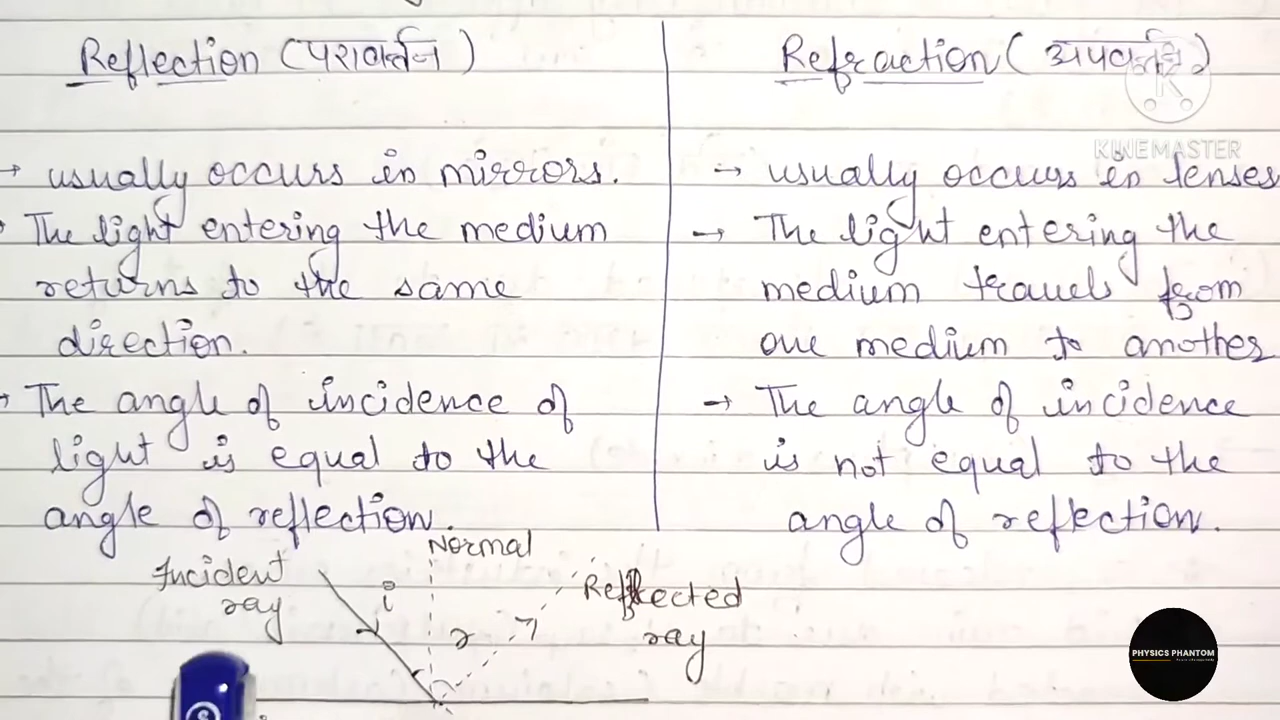 Reflection (परावर्तन)
→ usually occurs in mirrors.
→ The light entering the medium
returns to the same
direction.
→ The angle of incidence of
light is equal to the
angle of reflection.
Refraction (अपवर्तन)
→ usually occurs in lenses
→ The light entering the
medium travels from
one medium to another
→ The angle of incidence
is not equal to the
angle of reflection.
Normal
Incident
ray
i
r
Reflected
ray
KINEMASTER
K
PHYSICS PHANTOM